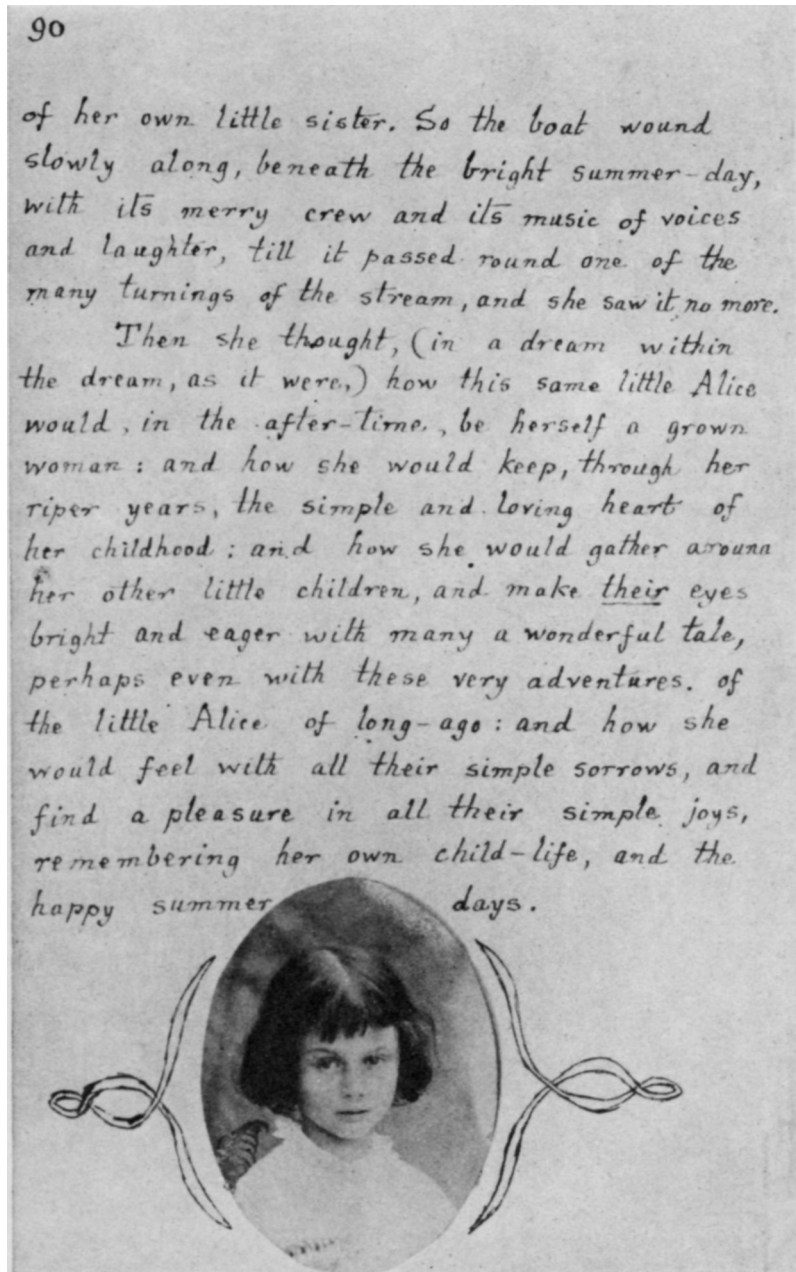 90
of her own little sister. So the boat wound
slowly along, beneath the bright summer-day,
with its merry crew and its music of voices
and laughter, till it passed round one of the
many turnings of the stream, and she saw it no more.
Then she thought, (in a dream within
the dream, as it were,) how this same little Alice
would, in the after-time, be herself a grown
woman: and how she would keep, through her
riper years, the simple and loving heart of
her childhood: and how she would gather around
her other little children, and make their eyes
bright and eager with many a wonderful tale,
perhaps even with these very adventures of
the little Alice of long-ago: and how she
would feel with all their simple sorrows, and
find a pleasure in all their simple joys,
remembering her own child-life, and the
happy summer days.